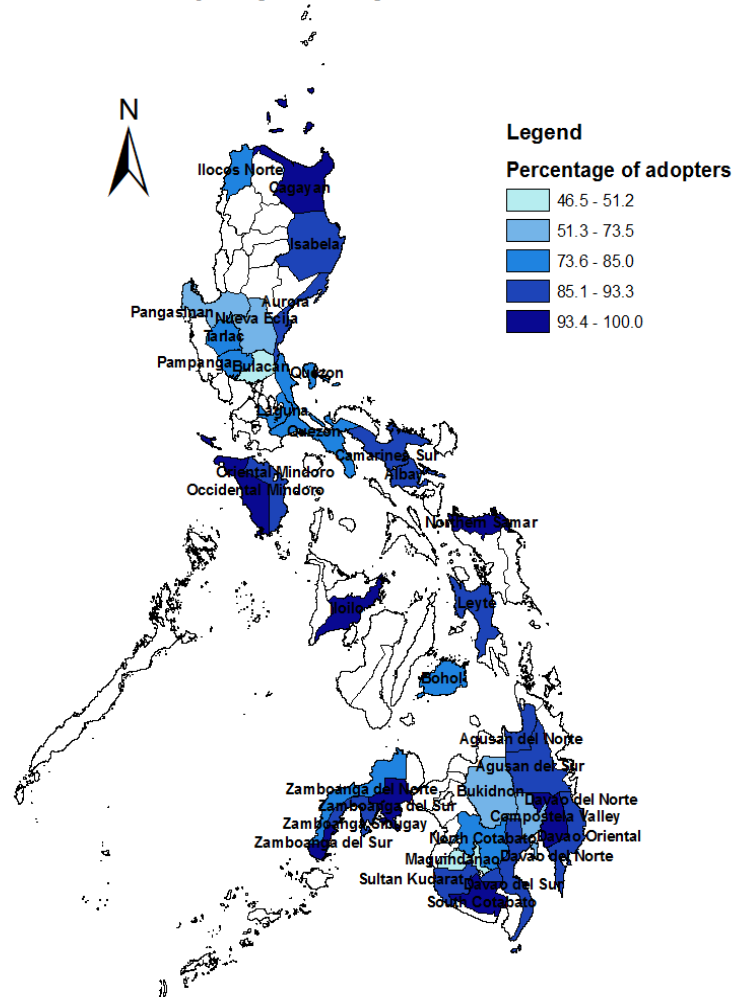 N
Legend
Percentage of adopters
46.5 - 51.2
51.3 - 73.5
73.6 - 85.0
85.1 - 93.3
93.4 - 100.0
Ilocos Norte
Cagayan
Isabela
Aurora
Pangasinan
Nueva Ecija
Tarlac
Pampanga
Bulacan
Quezon
Laguna
Quezon
Camarines Sur
Albay
Oriental Mindoro
Occidental Mindoro
Northern Samar
Iloilo
Leyte
Bohol
Agusan del Norte
Agusan del Sur
Zamboanga del Norte
Bukidnon
Davao del Norte
Zamboanga del Sur
Compostela Valley
Zamboanga Sibugay
North Cotabato
Davao Oriental
Zamboanga del Sur
Maguindanao
Davao del Norte
Sultan Kudarat
Davao del Sur
South Cotabato